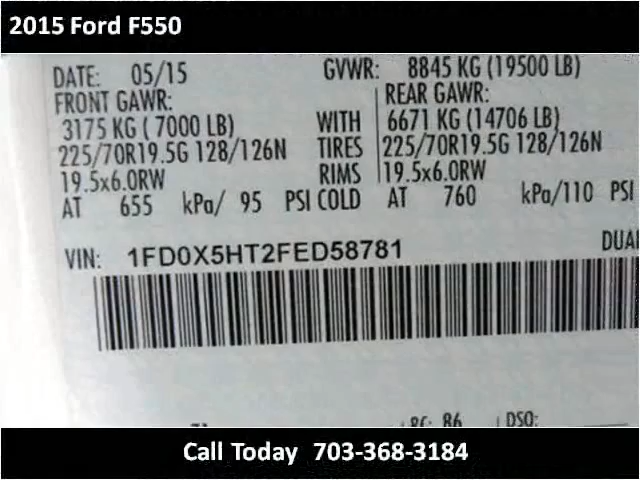 2015 Ford F550
DATE: 05/15 GVWR: 8845 KG (19500 LB)
FRONT GAWR: REAR GAWR:
3175 KG ( 7000 LB) WITH 6671 KG (14706 LB)
225/70R19.5G 128/126N TIRES 225/70R19.5G 128/126N
19.5x6.0RW RIMS 19.5x6.0RW
AT 655 kPa/ 95 PSI COLD AT 760 kPa/110 PSI
VIN: 1FD0X5HT2FED58781 DUAL
RC: 86 DSO:
Call Today 703-368-3184